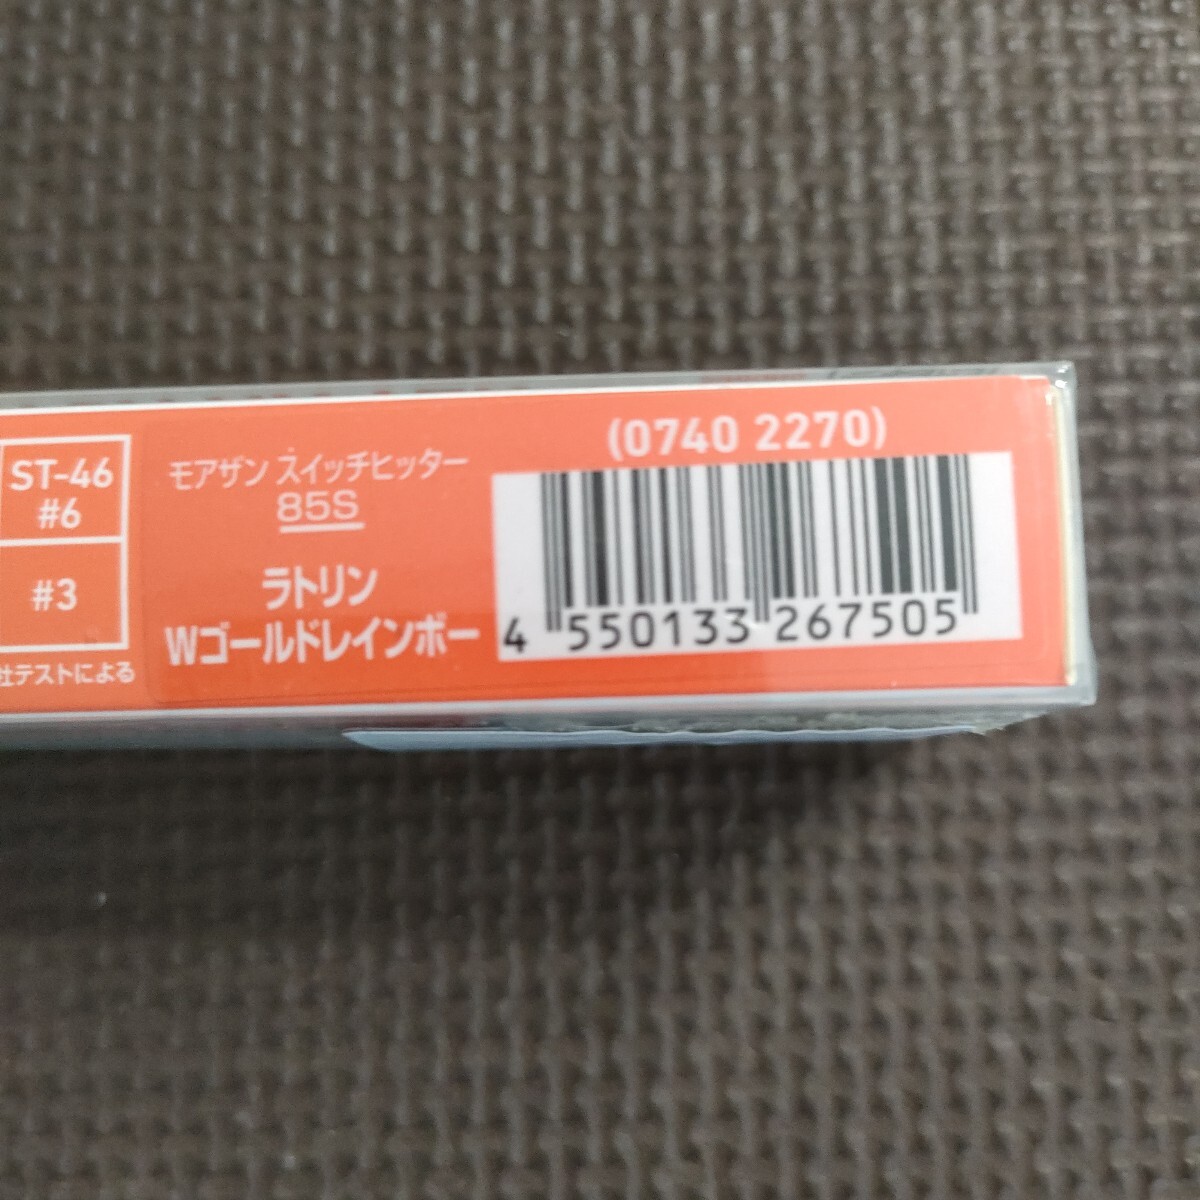 ST-46
#6
#3
社テストによる
モアザン スイッチヒッター
85S
ラトリン
Wゴールドレインボー
(0740 2270)
4 550133 267505